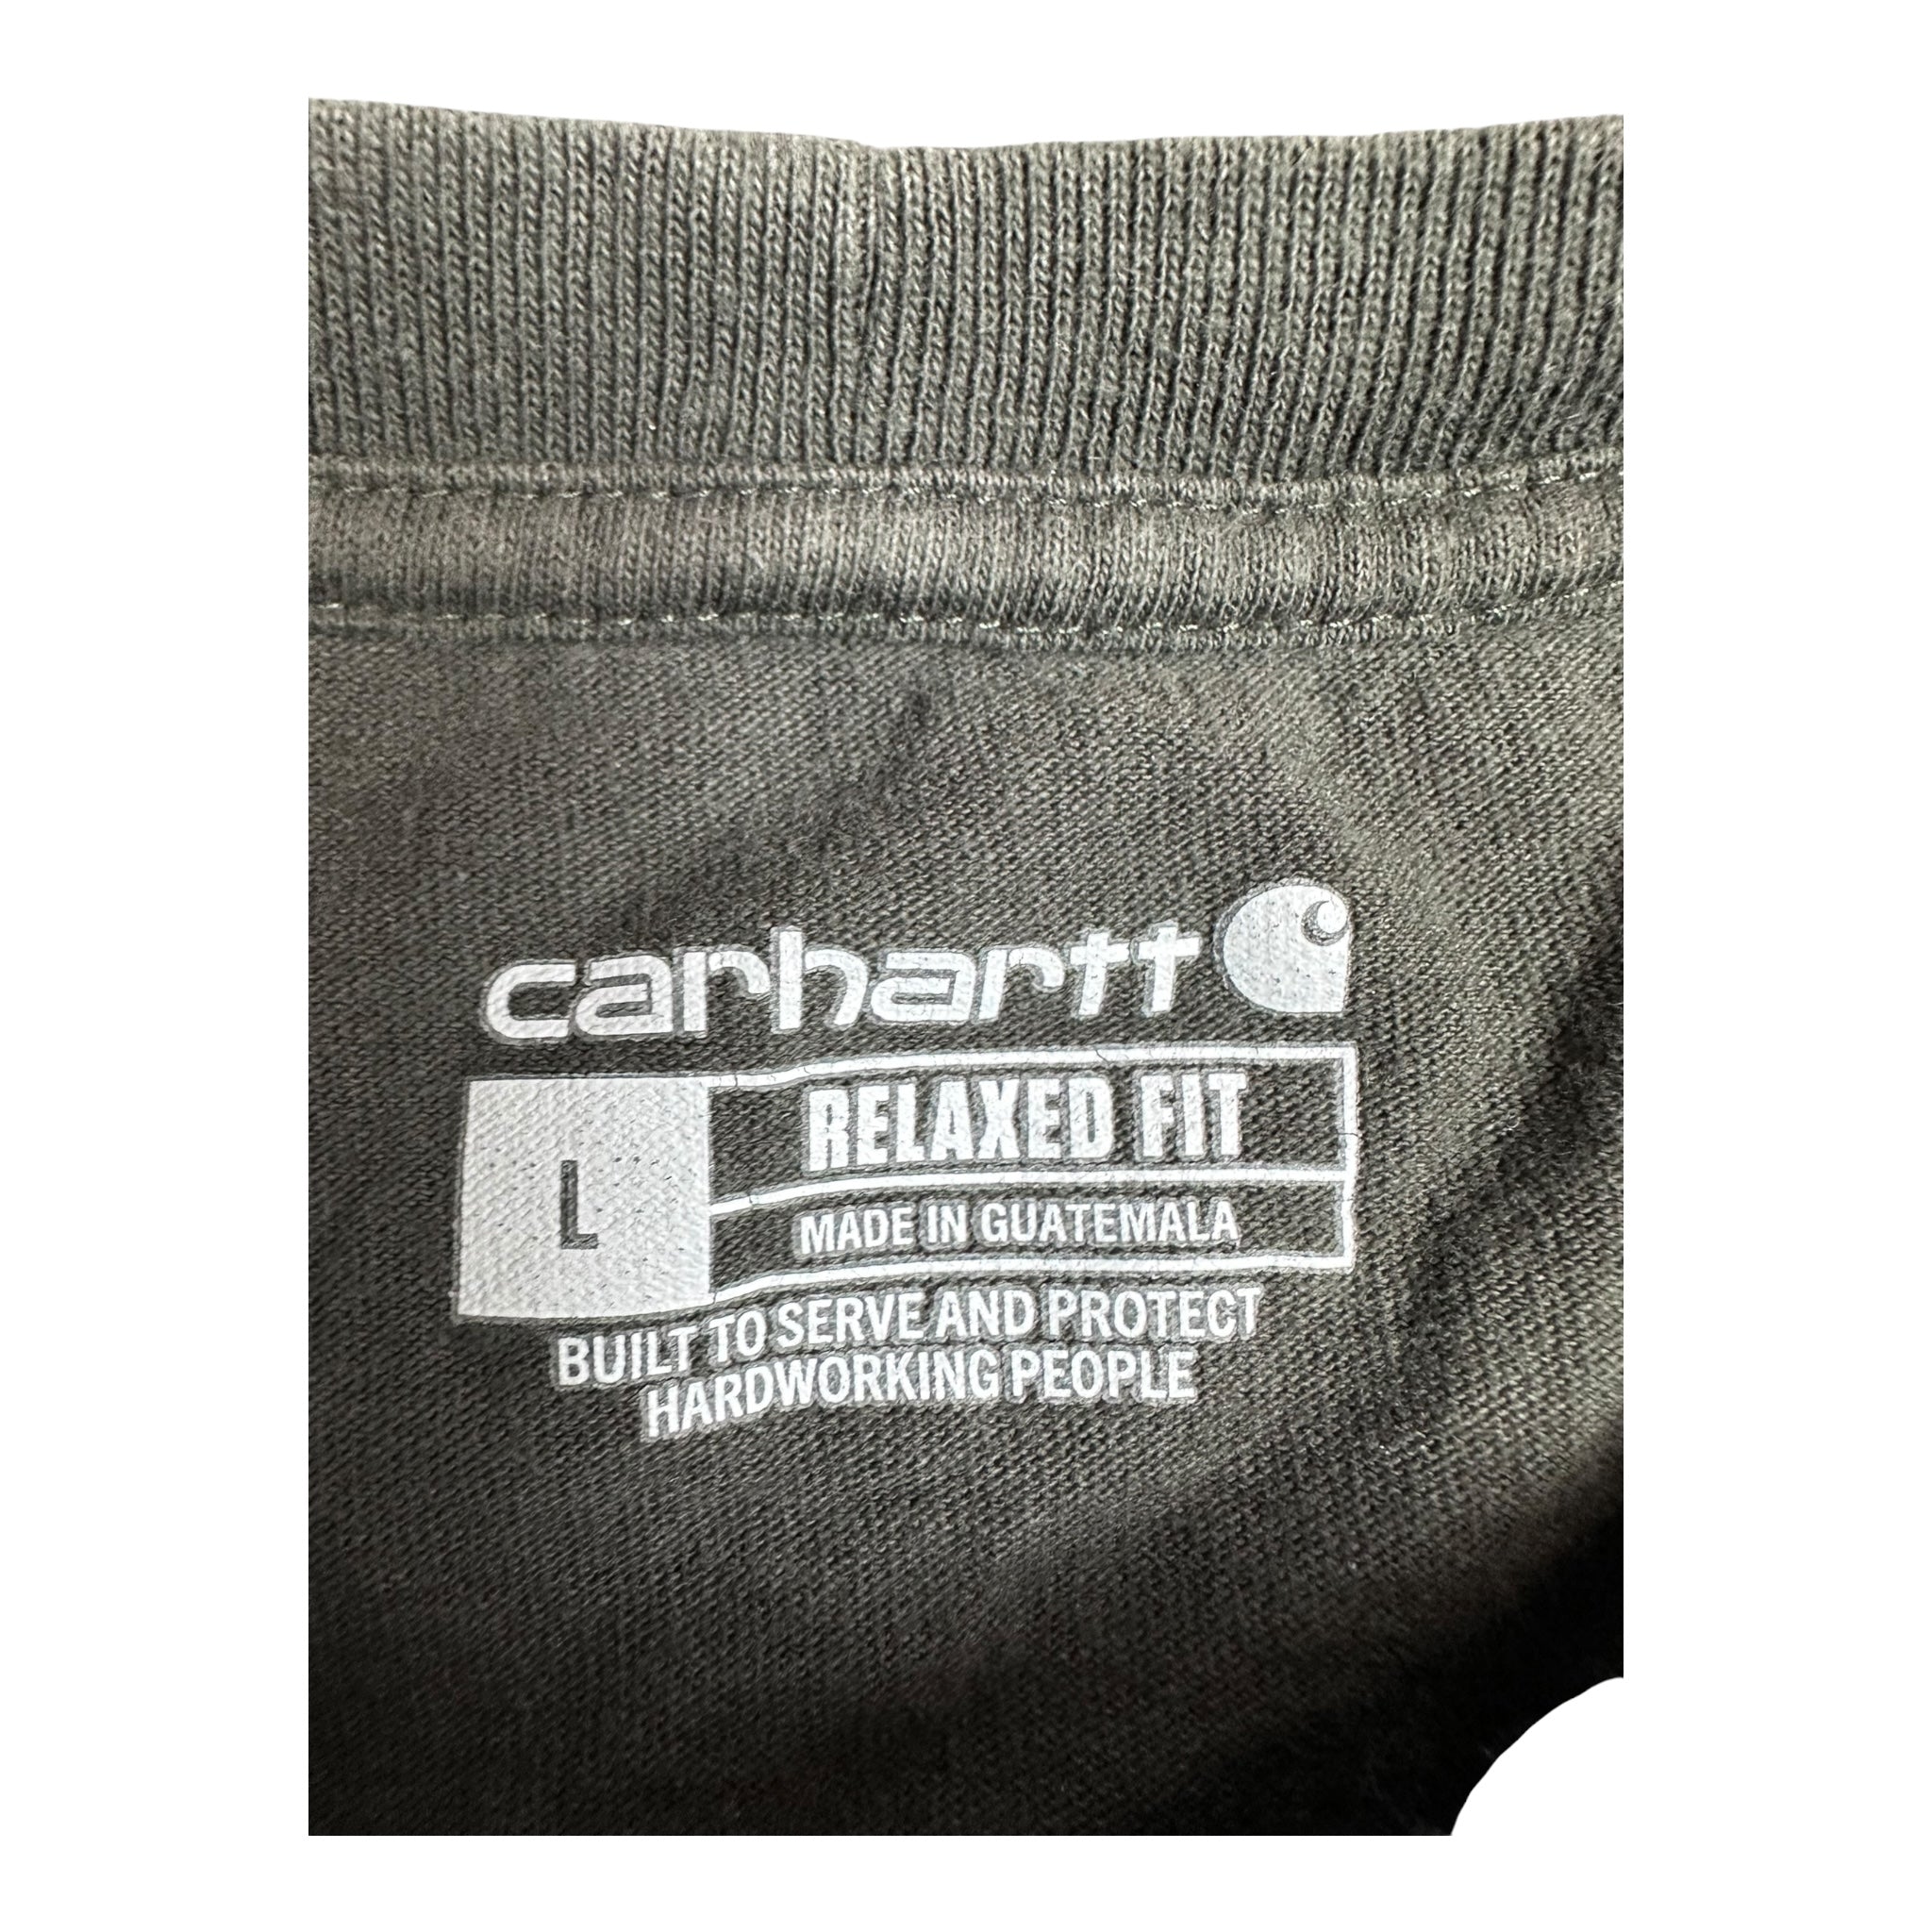 carhartt
L
RELAXED FIT
MADE IN GUATEMALA
BUILT TO SERVE AND PROTECT
HARDWORKING PEOPLE